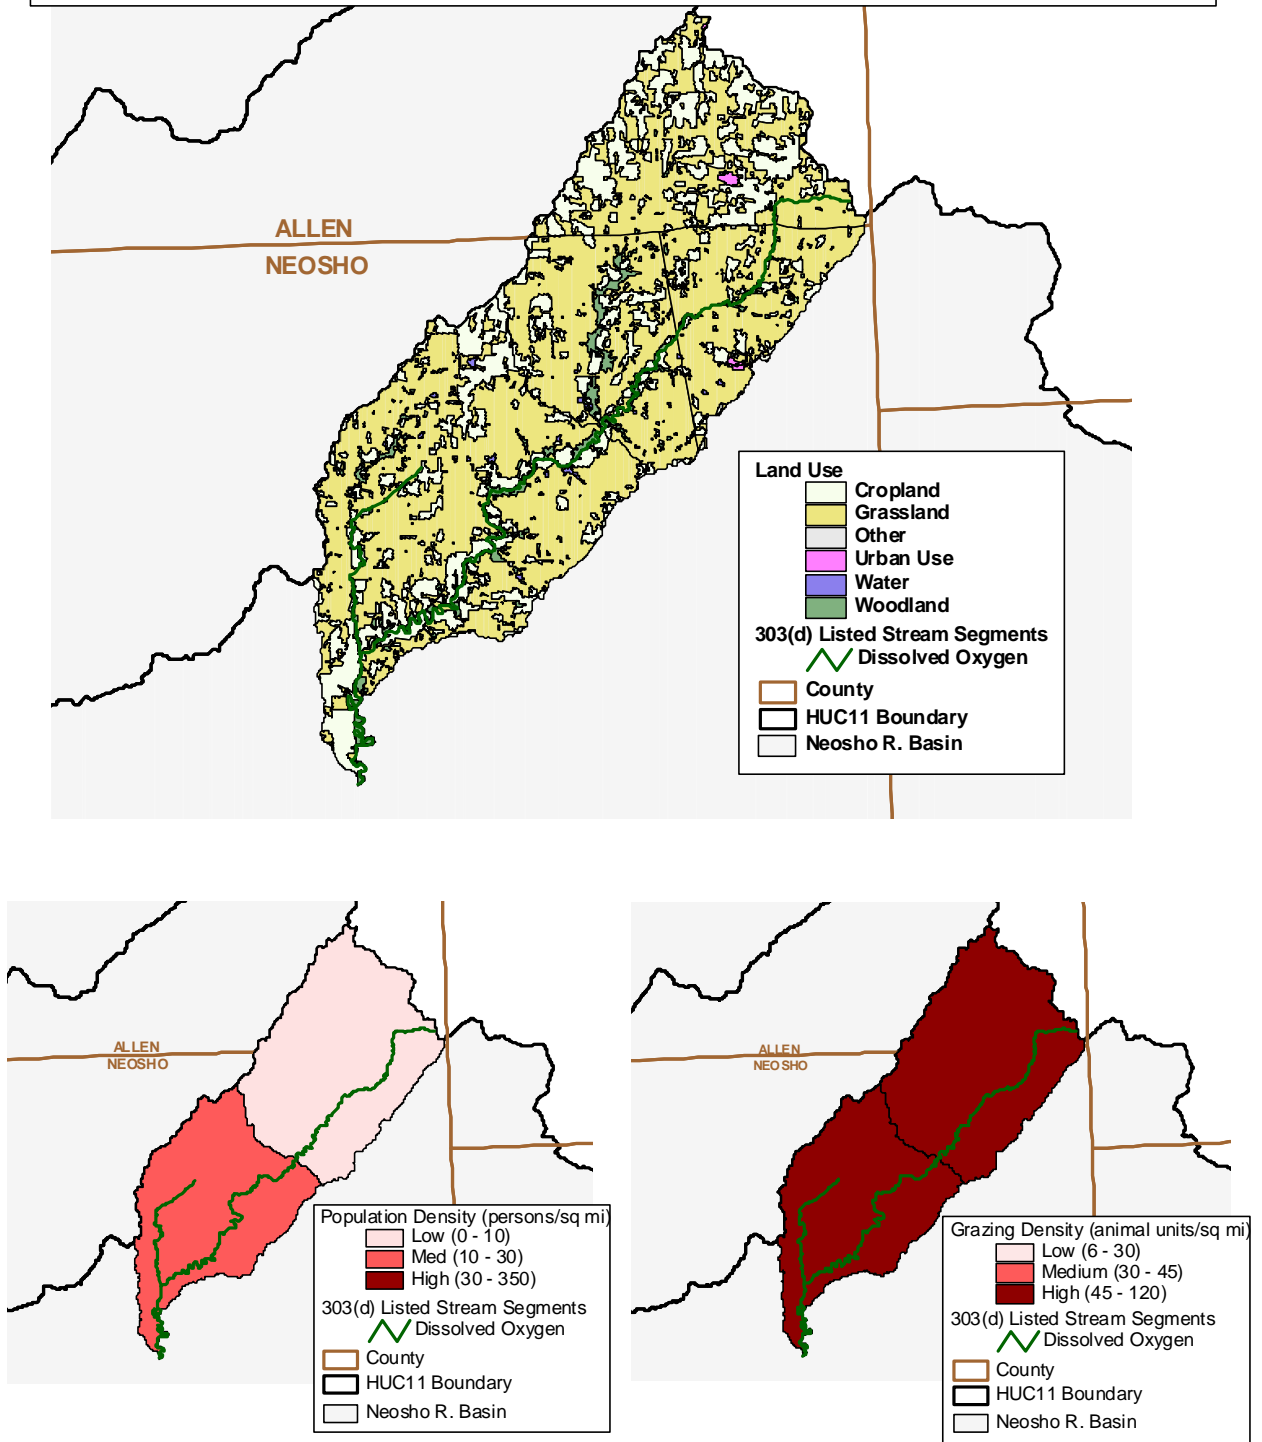 ALLEN
NEOSHO
Land Use
Cropland
Grassland
Other
Urban Use
Water
Woodland
303(d) Listed Stream Segments
Dissolved Oxygen
County
HUC11 Boundary
Neosho R. Basin
ALLEN
NEOSHO
Population Density (persons/sq mi)
Low (0 - 10)
Med (10 - 30)
High (30 - 350)
303(d) Listed Stream Segments
Dissolved Oxygen
County
HUC11 Boundary
Neosho R. Basin
ALLEN
NEOSHO
Grazing Density (animal units/sq mi)
Low (6 - 30)
Medium (30 - 45)
High (45 - 120)
303(d) Listed Stream Segments
Dissolved Oxygen
County
HUC11 Boundary
Neosho R. Basin